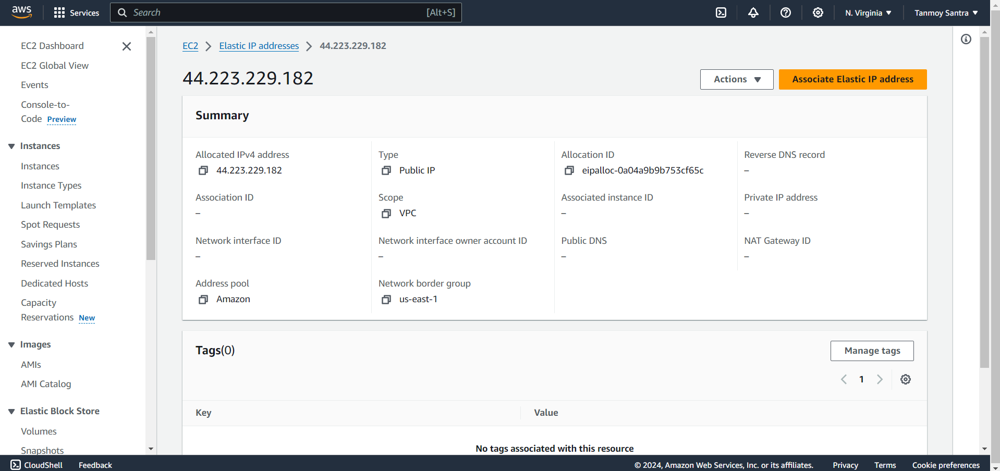 aws
Services
Search
[Alt+S]
N. Virginia
Tanmoy Santra
EC2 Dashboard
EC2 Global View
Events
Console-to-
Code Preview
Instances
Instances
Instance Types
Launch Templates
Spot Requests
Savings Plans
Reserved Instances
Dedicated Hosts
Capacity
Reservations New
Images
AMIs
AMI Catalog
Elastic Block Store
Volumes
Snapshots
EC2 Elastic IP addresses 44.223.229.182
44.223.229.182
Actions
Associate Elastic IP address
Summary
Allocated IPv4 address
44.223.229.182
Type
Public IP
Allocation ID
eipalloc-0a04a9b9b753cf65c
Reverse DNS record
–
Association ID
–
Scope
VPC
Associated instance ID
–
Private IP address
–
Network interface ID
–
Network interface owner account ID
–
Public DNS
–
NAT Gateway ID
–
Address pool
Amazon
Network border group
us-east-1
Tags(0)
Manage tags
1
Key
Value
No tags associated with this resource
CloudShell
Feedback
© 2024, Amazon Web Services, Inc. or its affiliates.
Privacy
Terms
Cookie preferences